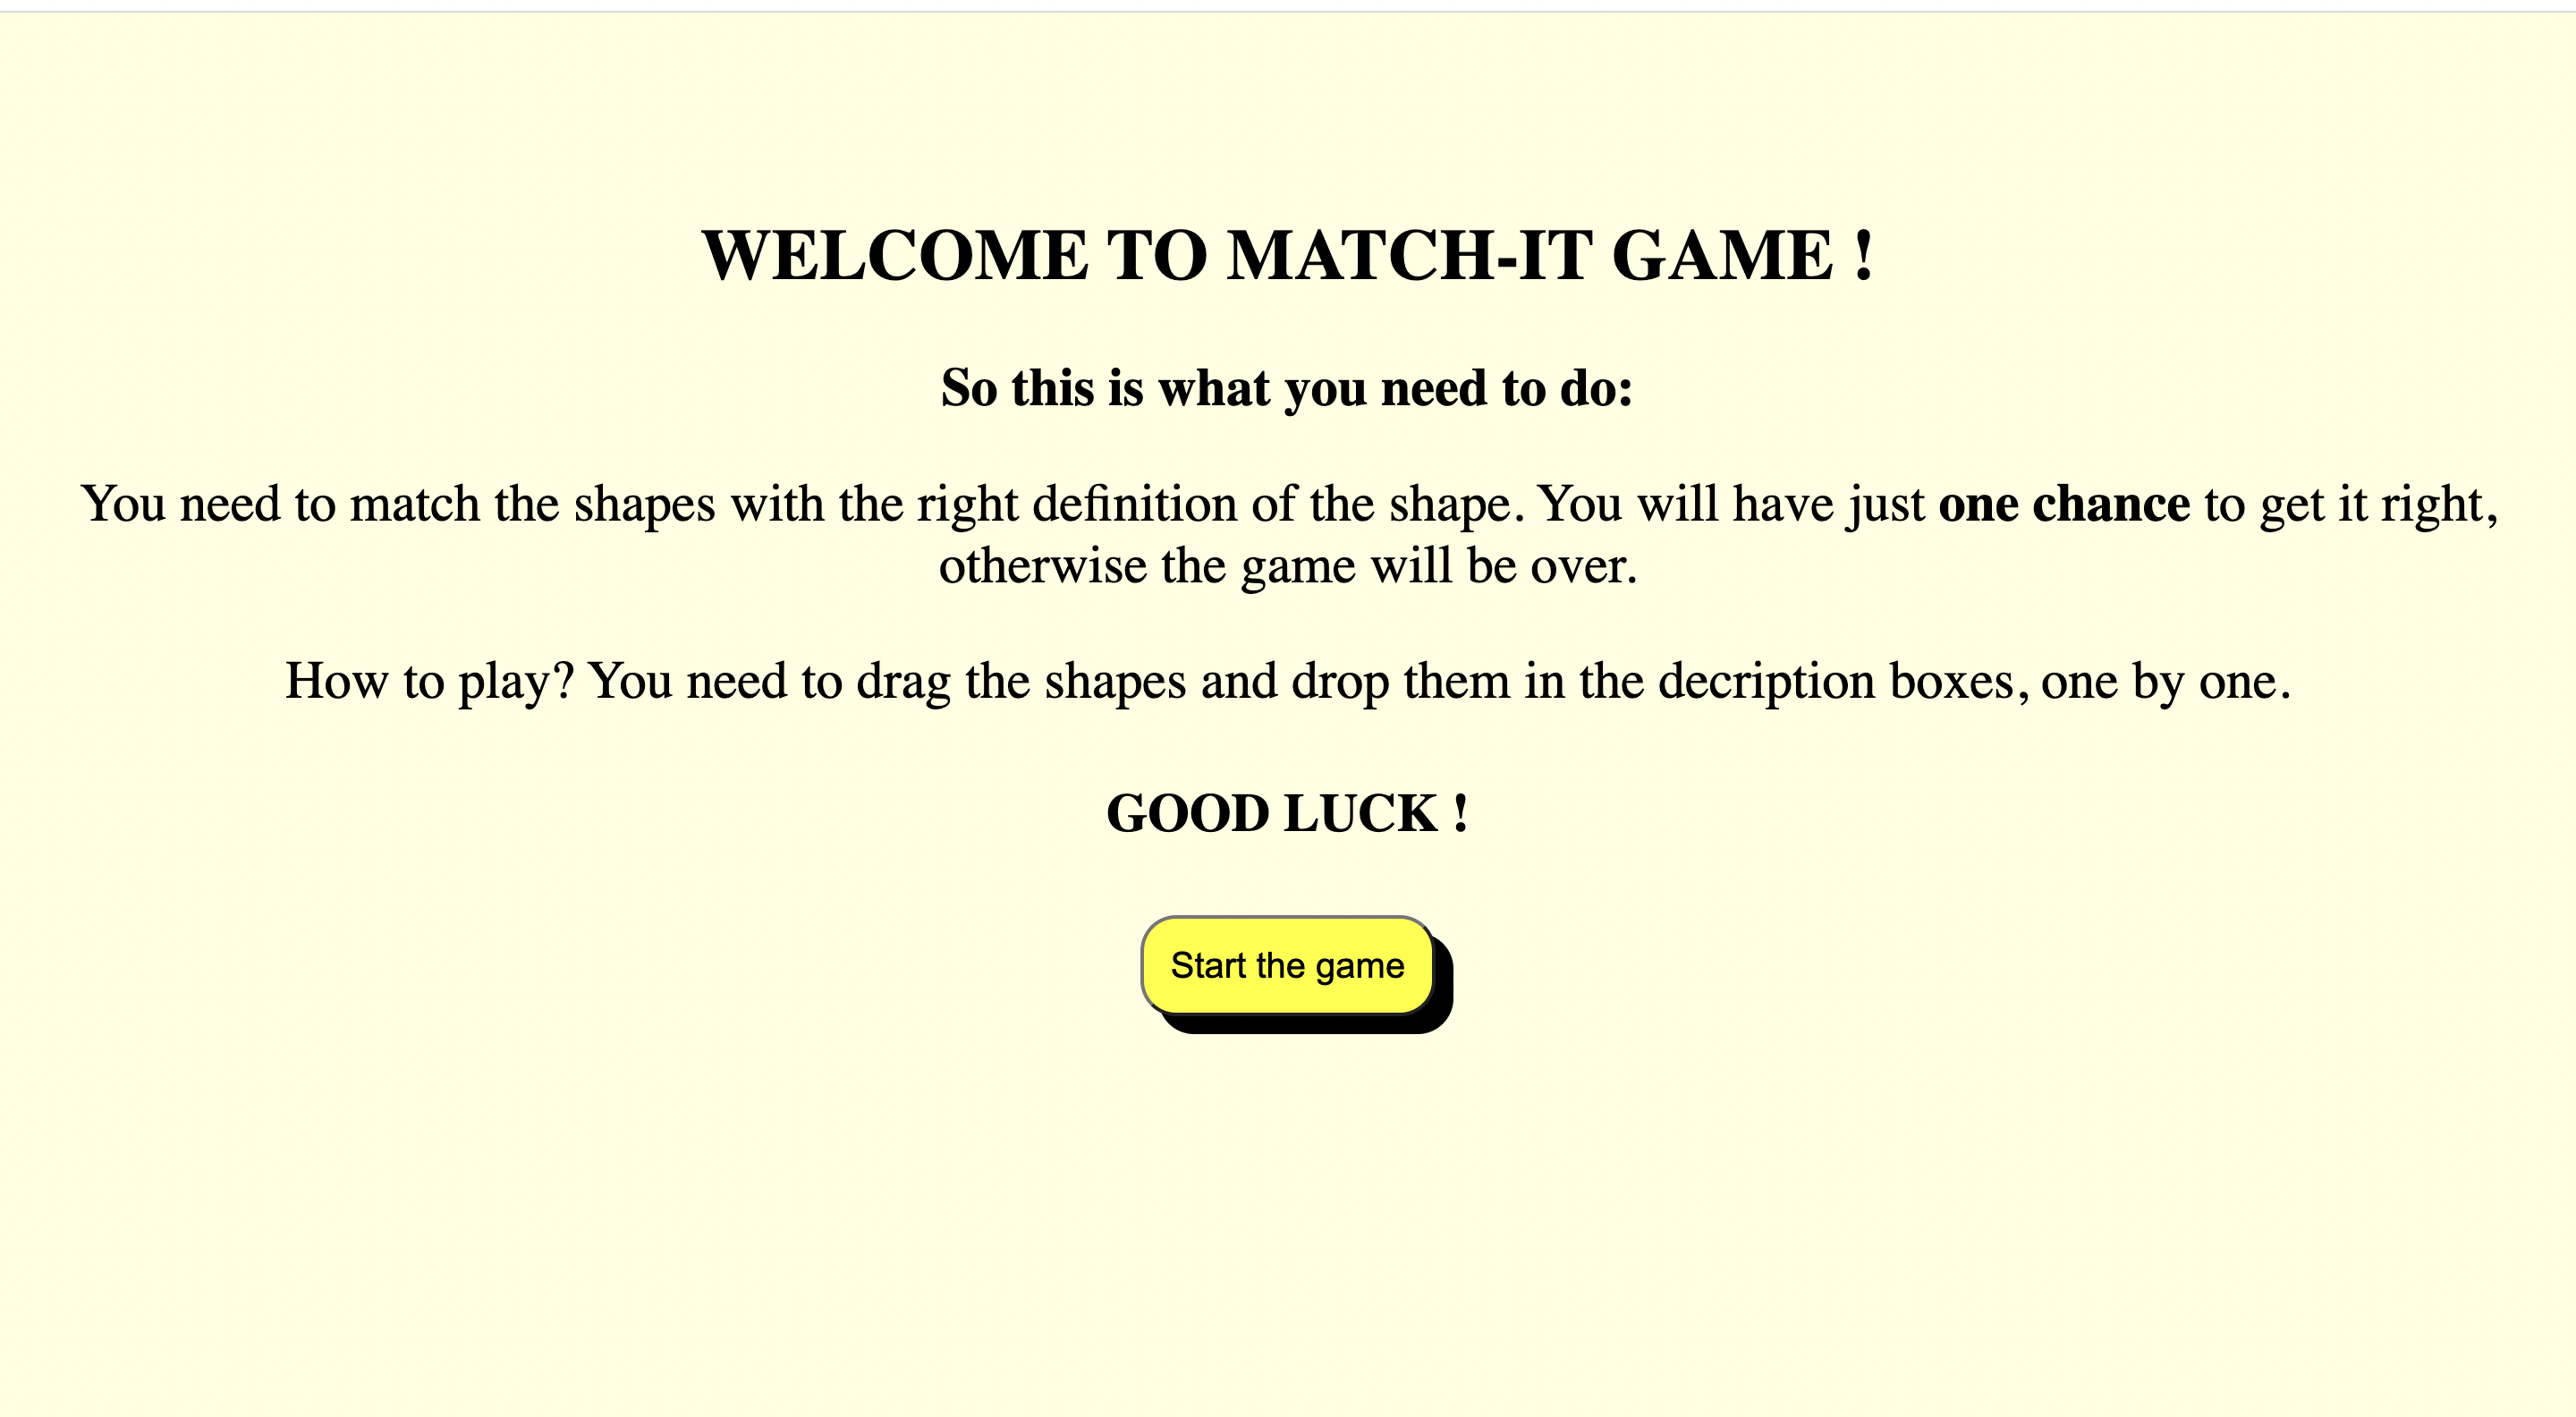 WELCOME TO MATCH-IT GAME !
So this is what you need to do:
You need to match the shapes with the right definition of the shape. You will have just one chance to get it right,
otherwise the game will be over.
How to play? You need to drag the shapes and drop them in the decription boxes, one by one.
GOOD LUCK !
Start the game